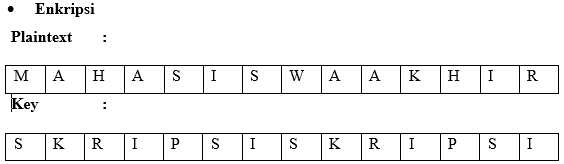 • Enkripsi
Plaintext :
M A H A S I S W A A K H I R
Key :
S K R I P S I S K R I P S I